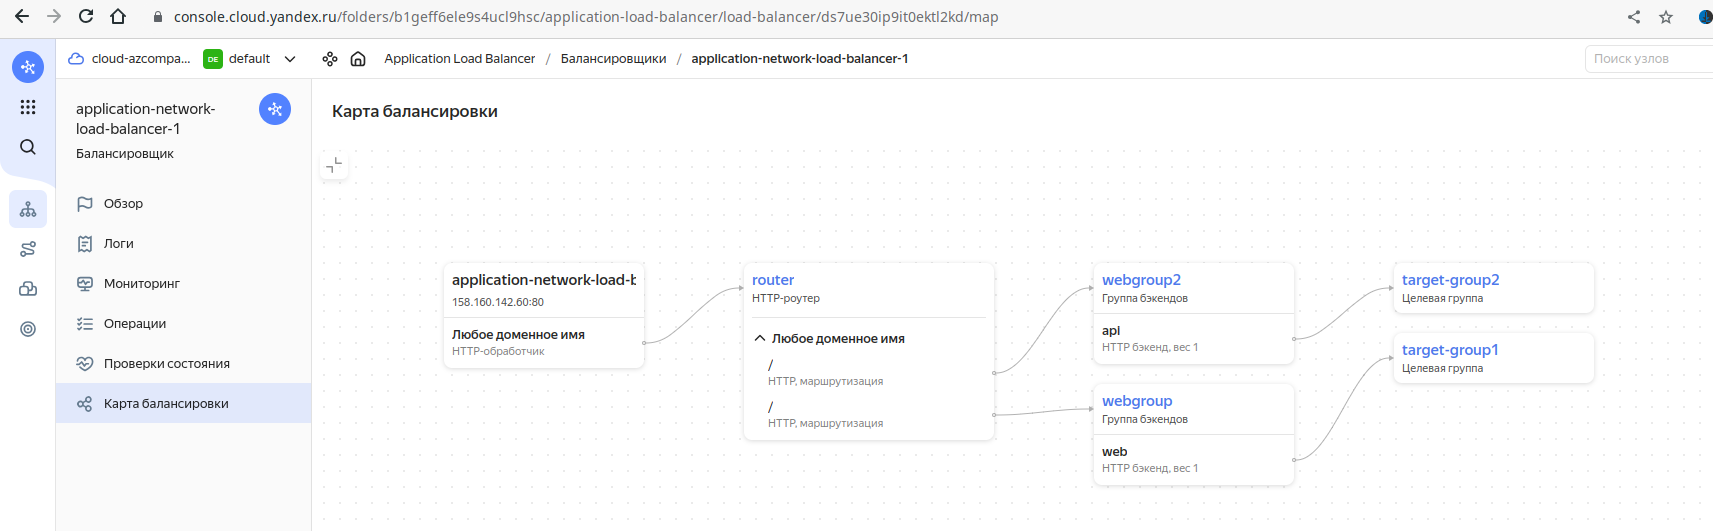 console.cloud.yandex.ru/folders/b1geff6ele9s4ucl9hsc/application-load-balancer/load-balancer/ds7ue30ip9it0ektl2kd/map
cloud-azcompa... DE default Application Load Balancer / Балансировщики / application-network-load-balancer-1 Поиск узлов
application-network-
load-balancer-1
Балансировщик
Обзор
Логи
Мониторинг
Операции
Проверки состояния
Карта балансировки
Карта балансировки
application-network-load-b
158.160.142.60:80
Любое доменное имя
HTTP-обработчик
router
HTTP-роутер
Любое доменное имя
/
HTTP, маршрутизация
/
HTTP, маршрутизация
webgroup2
Группа бэкендов
api
HTTP бэкенд, вес 1
webgroup
Группа бэкендов
web
HTTP бэкенд, вес 1
target-group2
Целевая группа
target-group1
Целевая группа